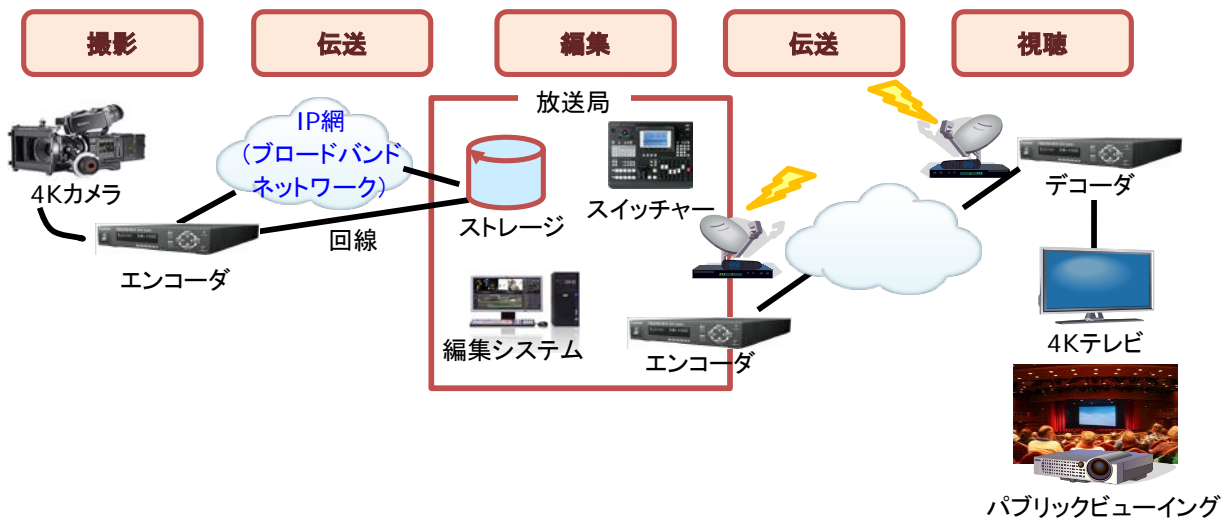 撮影
伝送
編集
伝送
視聴
放送局
IP網
(ブロードバンド
ネットワーク)
4Kカメラ
エンコーダ
回線
ストレージ
スイッチャー
編集システム
エンコーダ
デコーダ
4Kテレビ
パブリックビューイング